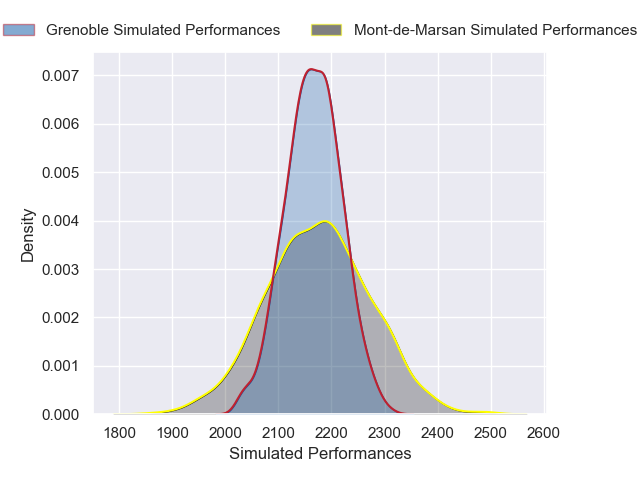 Grenoble Simulated Performances Mont-de-Marsan Simulated Performances
0.007
0.006
0.005
0.004
0.003
0.002
0.001
0.000
Density
1800 1900 2000 2100 2200 2300 2400 2500 2600
Simulated Performances